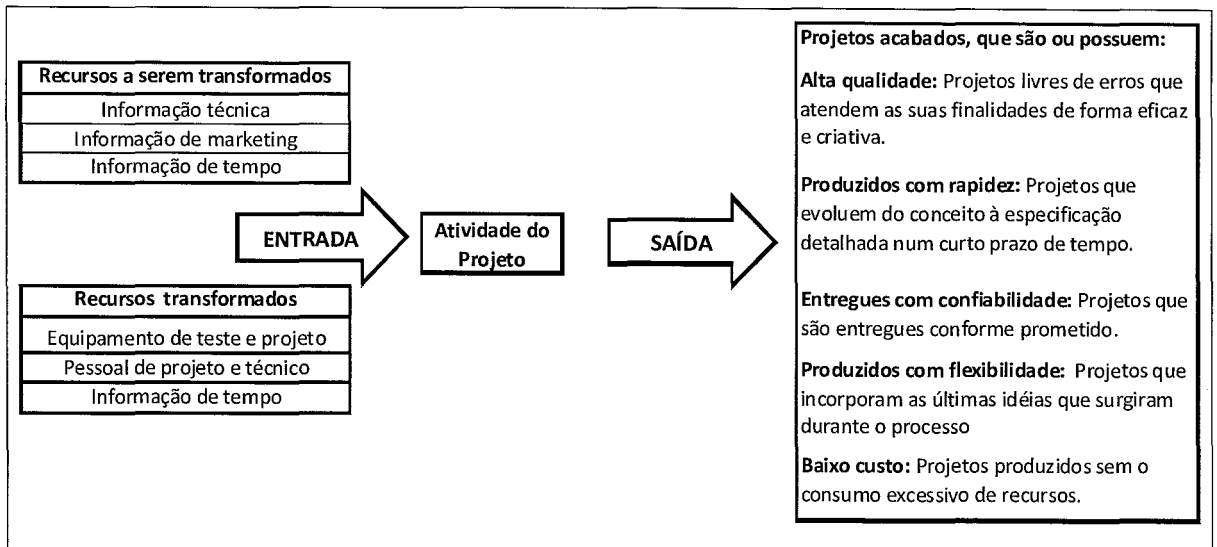 Recursos a serem transformados
Informação técnica
Informação de marketing
Informação de tempo
ENTRADA
Recursos transformados
Equipamento de teste e projeto
Pessoal de projeto e técnico
Informação de tempo
Atividade do
Projeto
SAÍDA
Projetos acabados, que são ou possuem:
Alta qualidade: Projetos livres de erros que
atendem as suas finalidades de forma eficaz
e criativa.
Produzidos com rapidez: Projetos que
evoluem do conceito à especificação
detalhada num curto prazo de tempo.
Entregues com confiabilidade: Projetos que
são entregues conforme prometido.
Produzidos com flexibilidade: Projetos que
incorporam as últimas idéias que surgiram
durante o processo
Baixo custo: Projetos produzidos sem o
consumo excessivo de recursos.